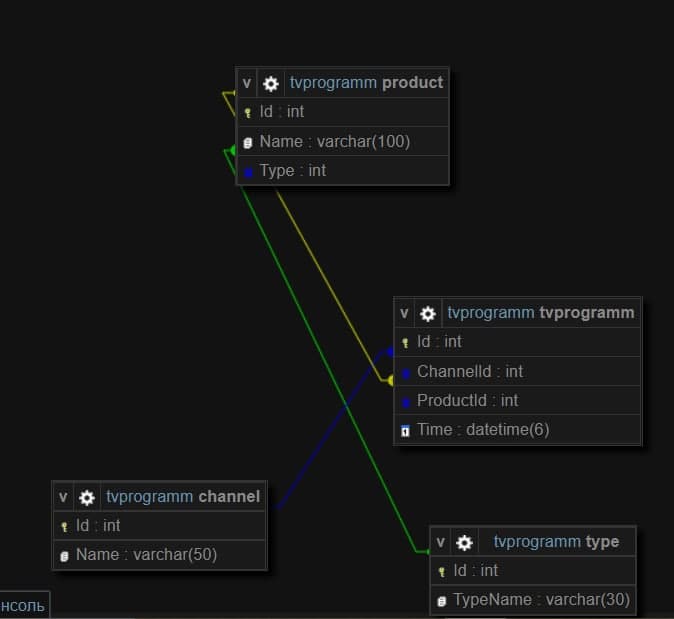 v tvprogramm product
Id : int
Name : varchar(100)
Type : int
v tvprogramm tvprogramm
Id : int
ChannelId : int
ProductId : int
Time : datetime(6)
v tvprogramm channel
Id : int
Name : varchar(50)
v tvprogramm type
Id : int
TypeName : varchar(30)
нсоль